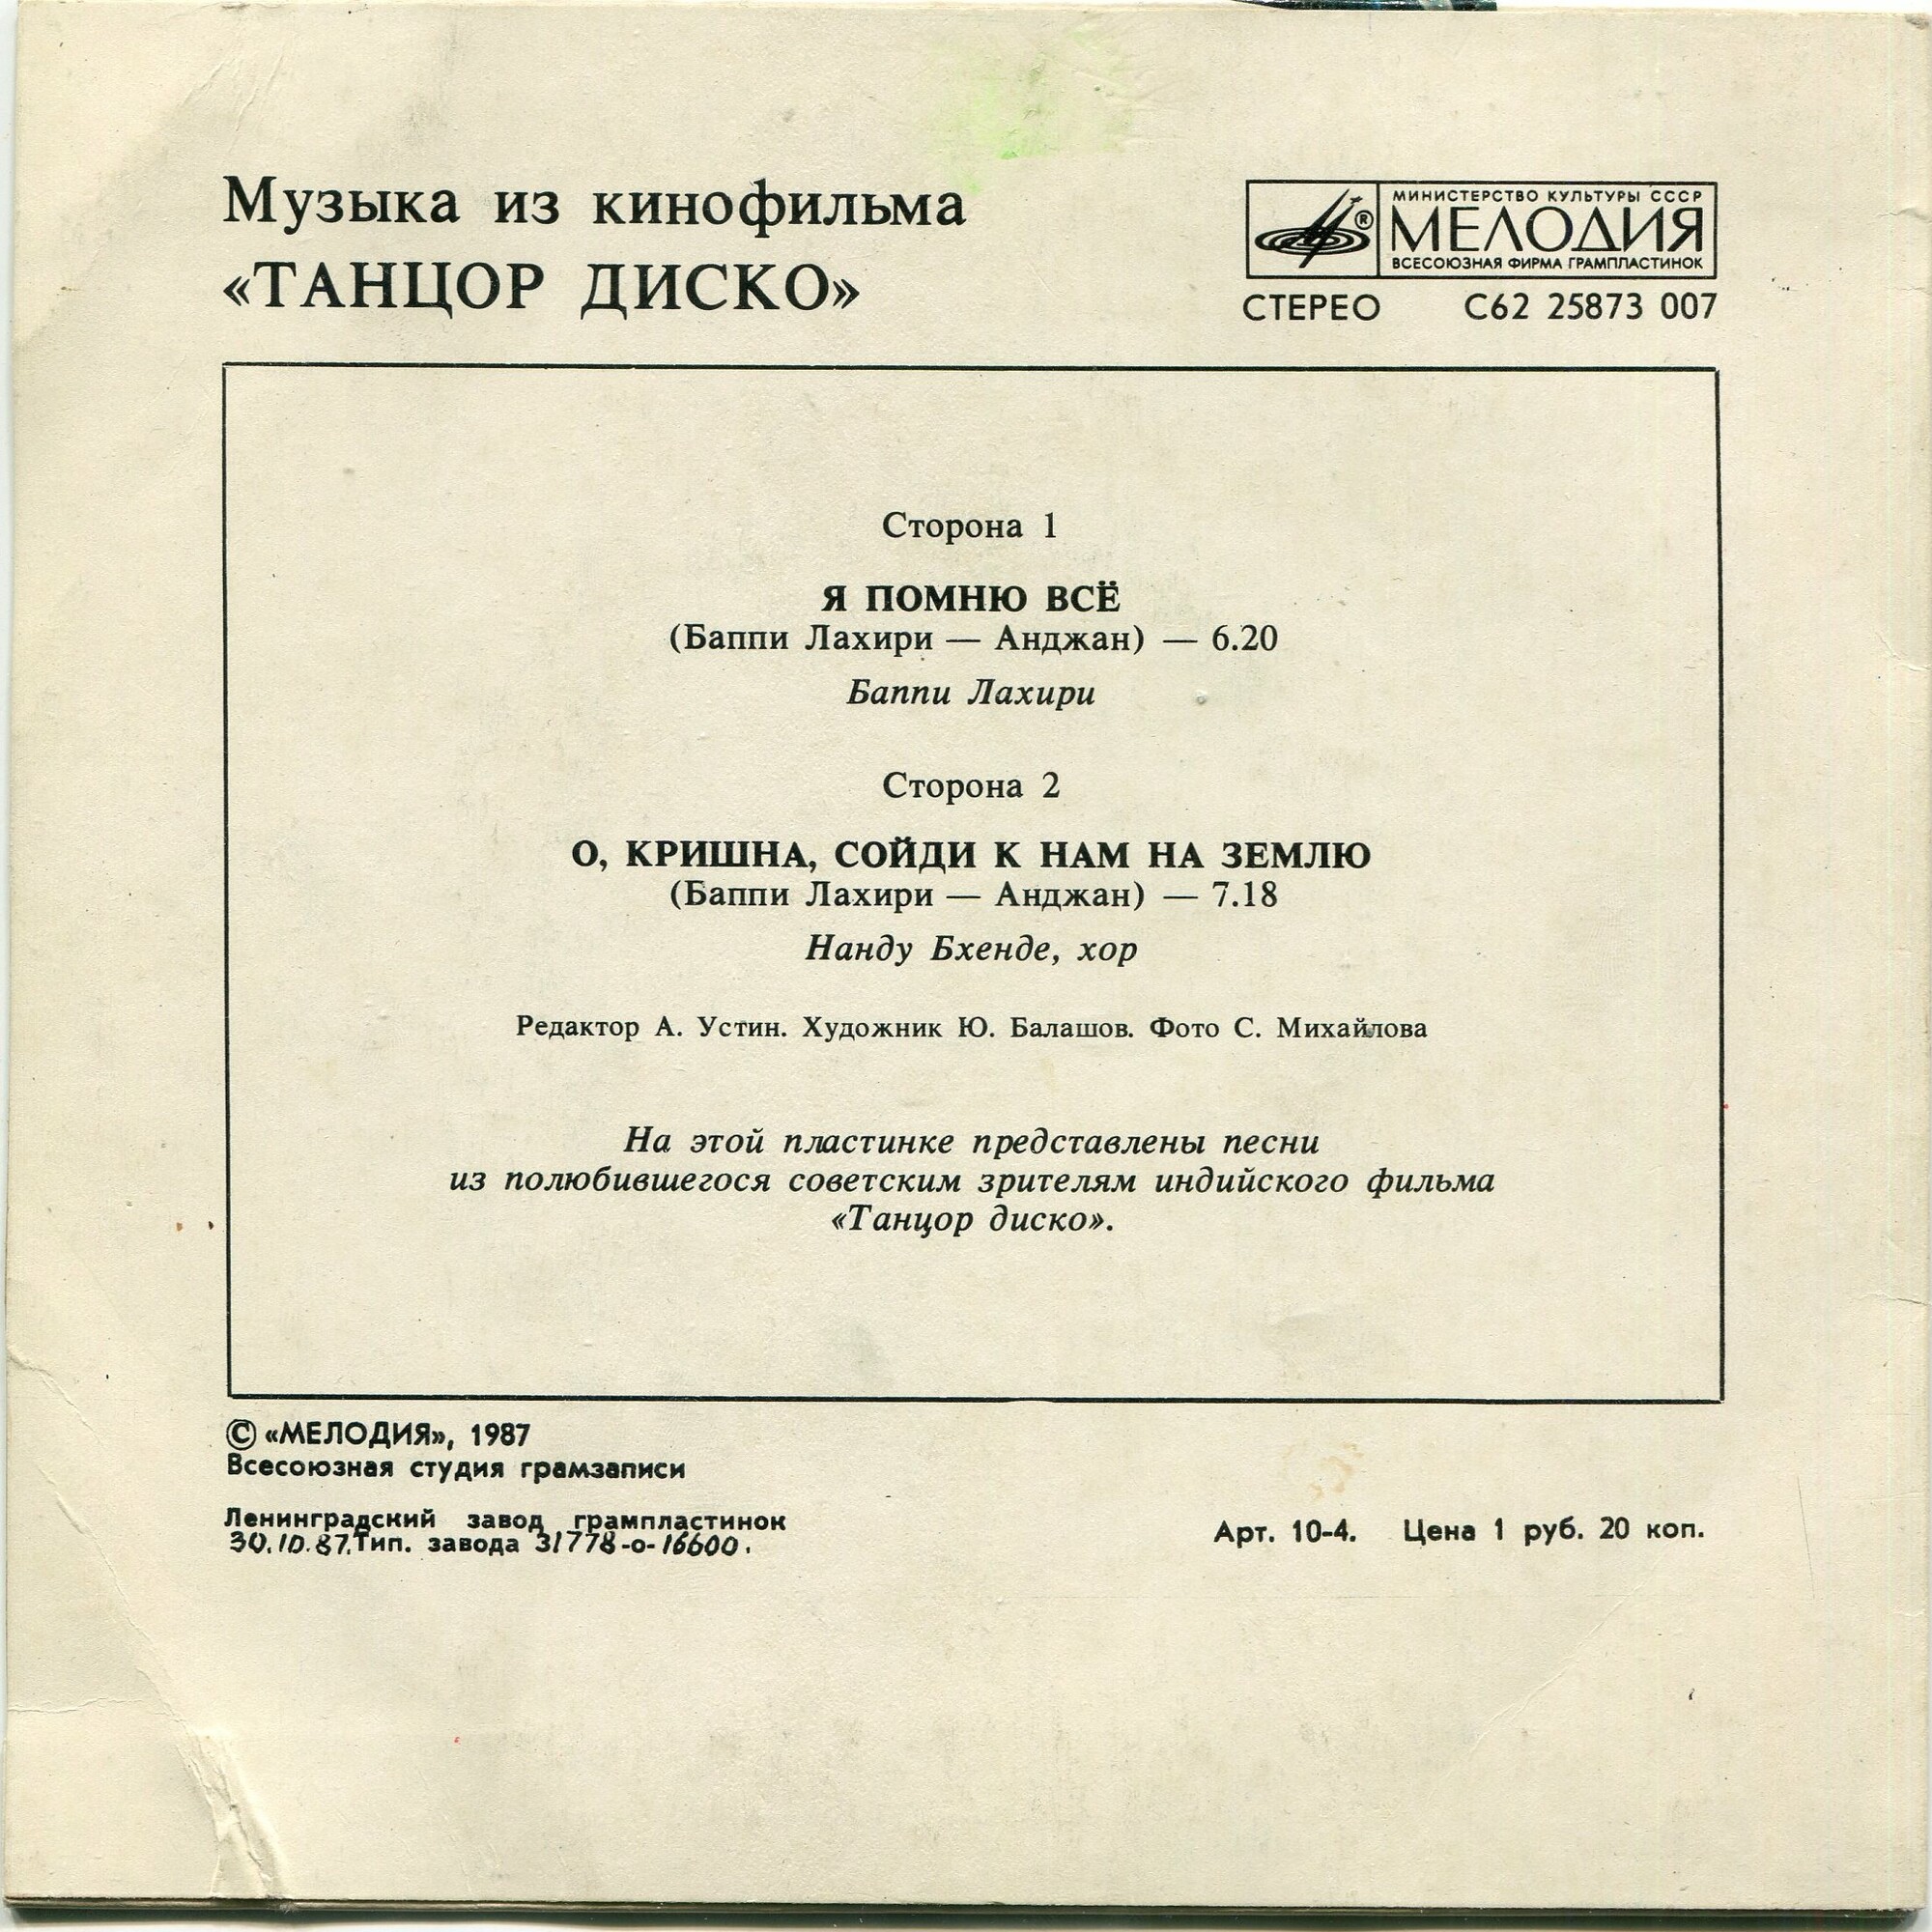 Музыка из кинофильма
«ТАНЦОР ДИСКО»
МИНИСТЕРСТВО КУЛЬТУРЫ СССР
®
МЕЛОДИЯ
ВСЕСОЮЗНАЯ ФИРМА ГРАМПЛАСТИНОК
СТЕРЕО С62 25873 007
Сторона 1
Я ПОМНЮ ВСЁ
(Баппи Лахири — Анджан) — 6.20
Баппи Лахири
Сторона 2
О, КРИШНА, СОЙДИ К НАМ НА ЗЕМЛЮ
(Баппи Лахири — Анджан) — 7.18
Нанду Бхенде, хор
Редактор А. Устин. Художник Ю. Балашов. Фото С. Михайлова
На этой пластинке представлены песни
из полюбившегося советским зрителям индийского фильма
«Танцор диско».
© «МЕЛОДИЯ», 1987
Всесоюзная студия грамзаписи
Ленинградский завод грампластинок
30.10.87.Тип. завода 31778-о-16600.
Арт. 10-4. Цена 1 руб. 20 коп.